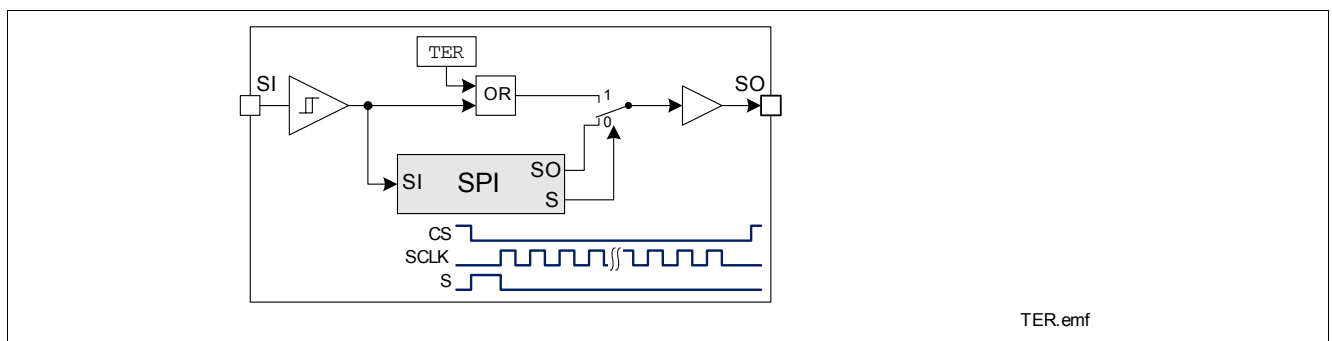 TER
SI
SO
OR
1
0
SI SPI SO
S
CS
SCLK
S
TER.emf